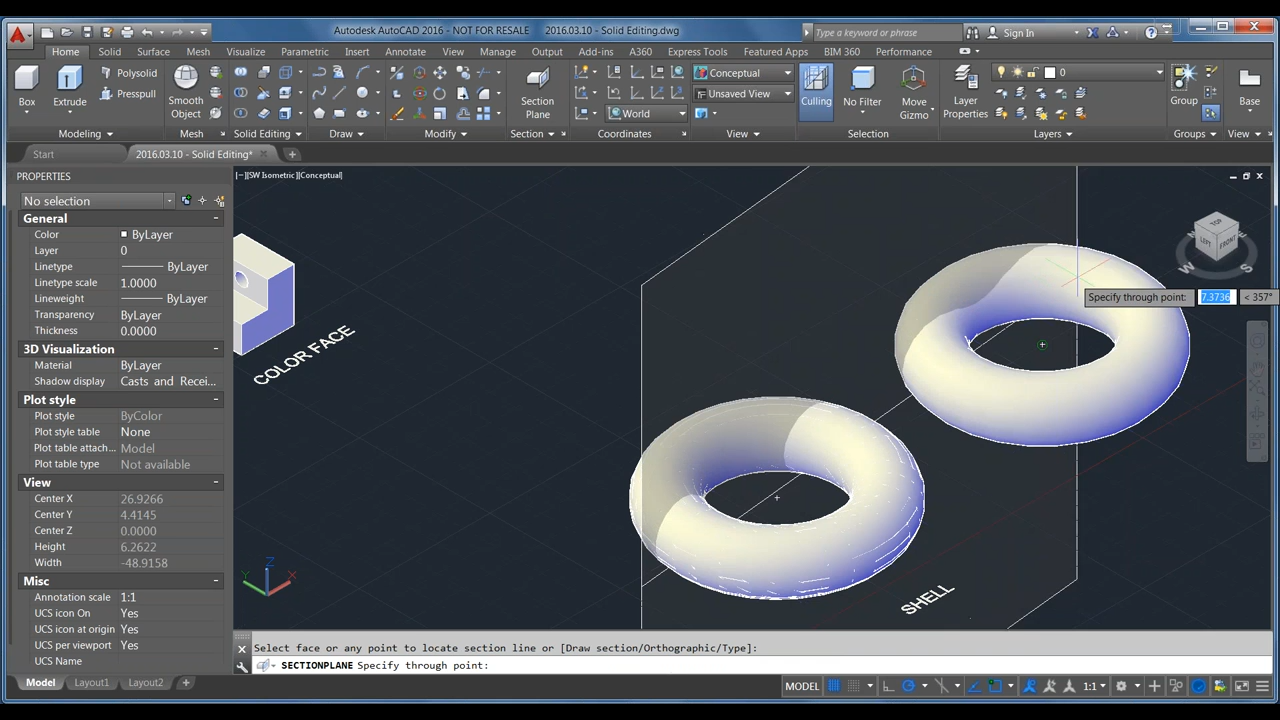 Autodesk AutoCAD 2016 - NOT FOR RESALE 2016.03.10 - Solid Editing.dwg
Type a keyword or phrase
Sign In
Home Solid Surface Mesh Visualize Parametric Insert Annotate View Manage Output Add-ins A360 Express Tools Featured Apps BIM 360 Performance
Box
Extrude
Polysolid
Presspull
Smooth Object
Section Plane
World
Conceptual
Unsaved View
Culling
No Filter
Move Gizmo
Layer Properties
0
Group
Base
Modeling Mesh Solid Editing Draw Modify Section Coordinates View Selection Layers Groups View
Start 2016.03.10 - Solid Editing*
PROPERTIES
No selection
General
Color ByLayer
Layer 0
Linetype ByLayer
Linetype scale 1.0000
Lineweight ByLayer
Transparency ByLayer
Thickness 0.0000
3D Visualization
Material ByLayer
Shadow display Casts and Recei...
Plot style
Plot style ByColor
Plot style table None
Plot table attach... Model
Plot table type Not available
View
Center X 26.9266
Center Y 4.4145
Center Z 0.0000
Height 6.2622
Width -48.9158
Misc
Annotation scale 1:1
UCS icon On Yes
UCS icon at origin Yes
UCS per viewport Yes
UCS Name
[−][SW Isometric][Conceptual]
COLOR FACE
SHELL
TOP
LEFT
FRONT
W
S
Specify through point: 7.3736 < 357°
Z
Y
X
Select face or any point to locate section line or [Draw section/Orthographic/Type]:
SECTIONPLANE Specify through point:
Model Layout1 Layout2 +
MODEL
1:1